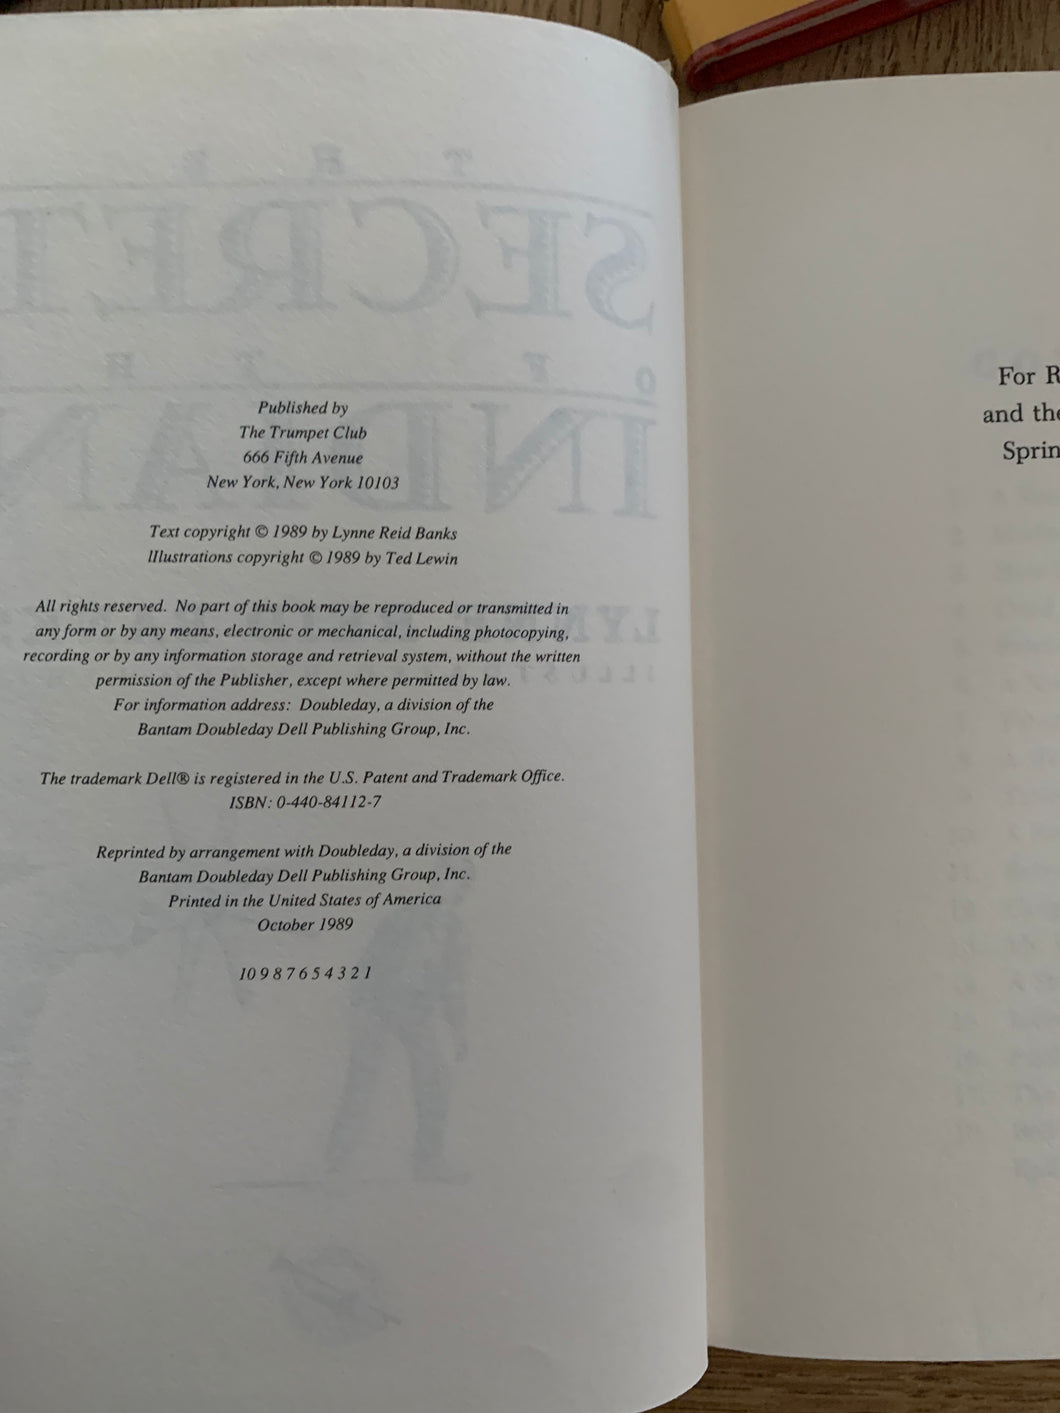 Published by
The Trumpet Club
666 Fifth Avenue
New York, New York 10103
Text copyright © 1989 by Lynne Reid Banks
Illustrations copyright © 1989 by Ted Lewin
All rights reserved. No part of this book may be reproduced or transmitted in
any form or by any means, electronic or mechanical, including photocopying,
recording or by any information storage and retrieval system, without the written
permission of the Publisher, except where permitted by law.
For information address: Doubleday, a division of the
Bantam Doubleday Dell Publishing Group, Inc.
The trademark Dell® is registered in the U.S. Patent and Trademark Office.
ISBN: 0-440-84112-7
Reprinted by arrangement with Doubleday, a division of the
Bantam Doubleday Dell Publishing Group, Inc.
Printed in the United States of America
October 1989
10 9 8 7 6 5 4 3 2 1
For R
and the
Sprin